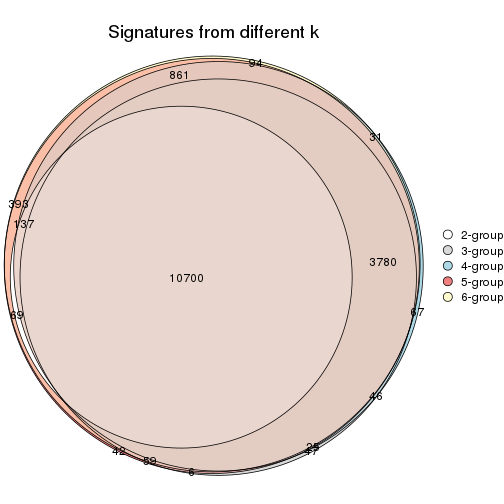 Signatures from different k
94
861
31
393
137
3780
10700
69
67
46
42
59
6
47
2-group
3-group
4-group
5-group
6-group